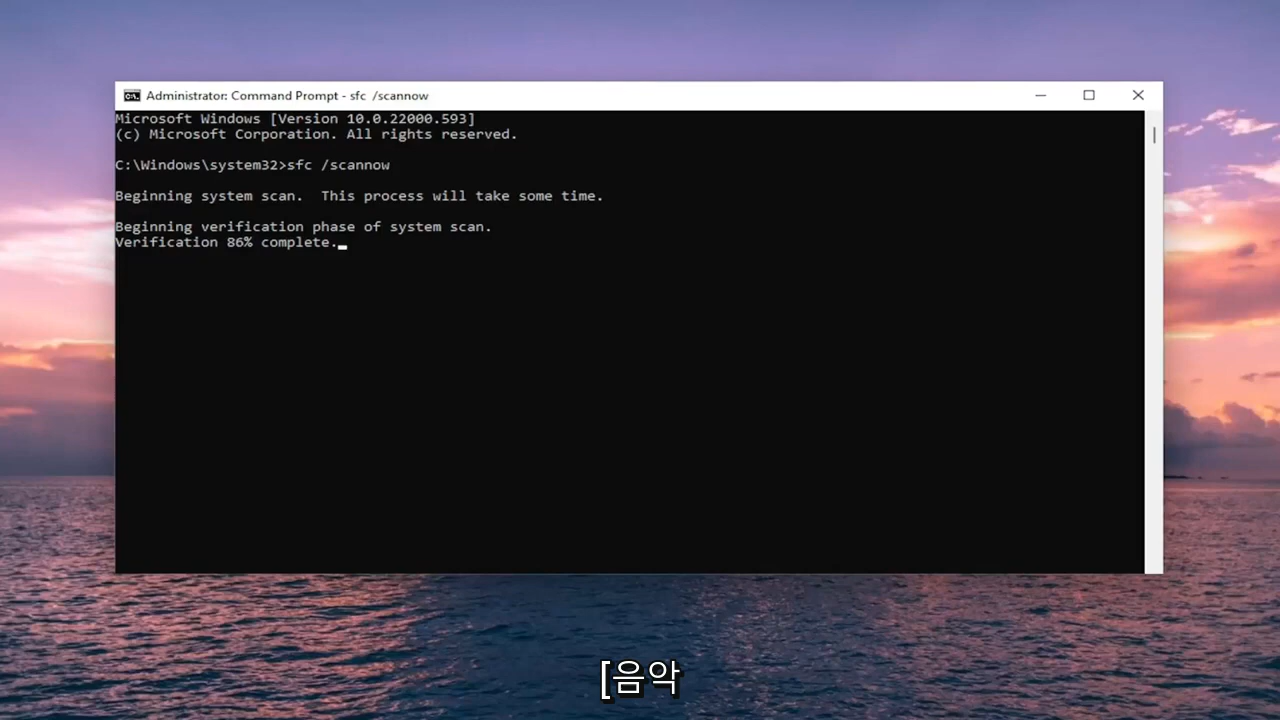 Administrator: Command Prompt - sfc  /scannow
Microsoft Windows [Version 10.0.22000.593]
(c) Microsoft Corporation. All rights reserved.
C:\Windows\system32>sfc /scannow
Beginning system scan.  This process will take some time.
Beginning verification phase of system scan.
Verification 86% complete.
[음악